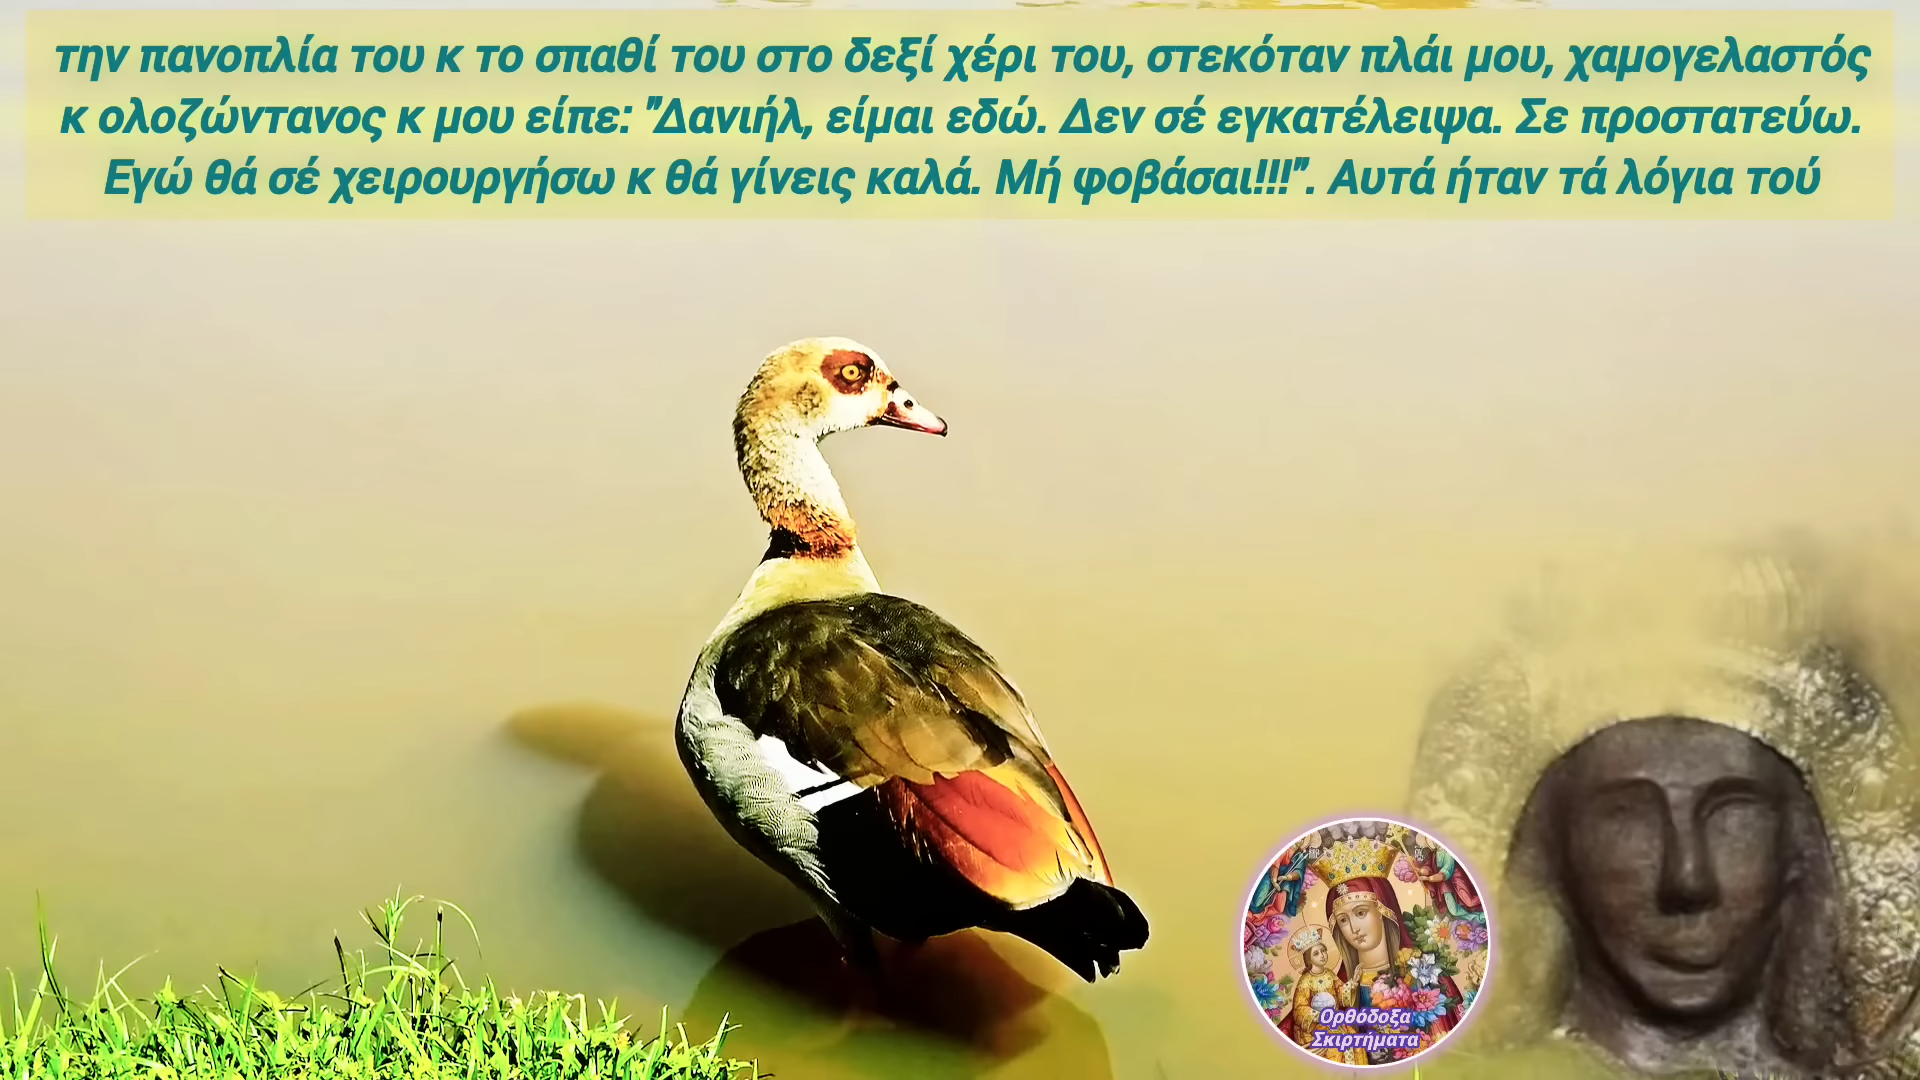 την πανοπλία του κ το σπαθί του στο δεξί χέρι του, στεκόταν πλάι μου, χαμογελαστός
κ ολοζώντανος κ μου είπε: "Δανιήλ, είμαι εδώ. Δεν σέ εγκατέλειψα. Σε προστατεύω.
Εγώ θά σέ χειρουργήσω κ θά γίνεις καλά. Μή φοβάσαι!!!". Αυτά ήταν τά λόγια τού
Ορθόδοξα
Σκιρτήματα